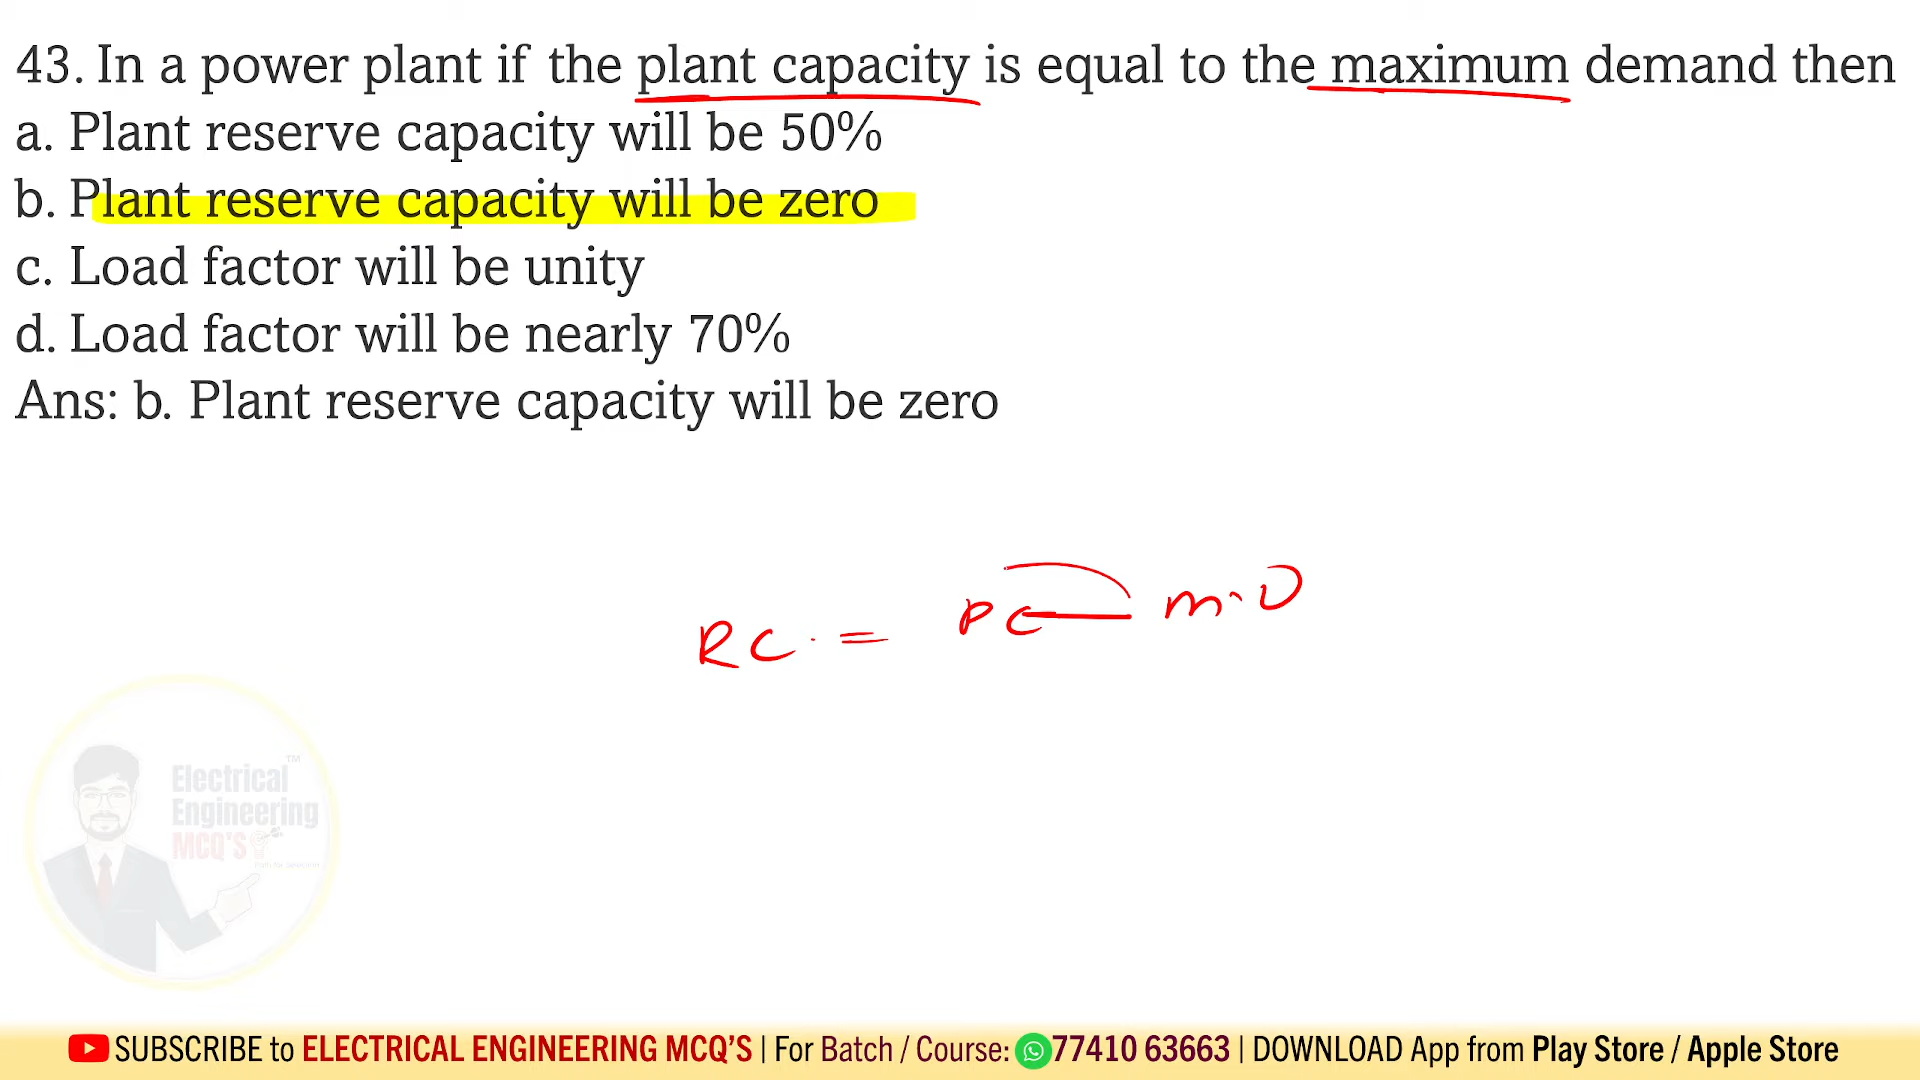 43. In a power plant if the plant capacity is equal to the maximum demand then
a. Plant reserve capacity will be 50%
b. Plant reserve capacity will be zero
c. Load factor will be unity
d. Load factor will be nearly 70%
Ans: b. Plant reserve capacity will be zero
RC. = PC — m.D
Electrical™
Engineering
MCQ'S
SUBSCRIBE to ELECTRICAL ENGINEERING MCQ'S | For Batch / Course: 77410 63663 | DOWNLOAD App from Play Store / Apple Store